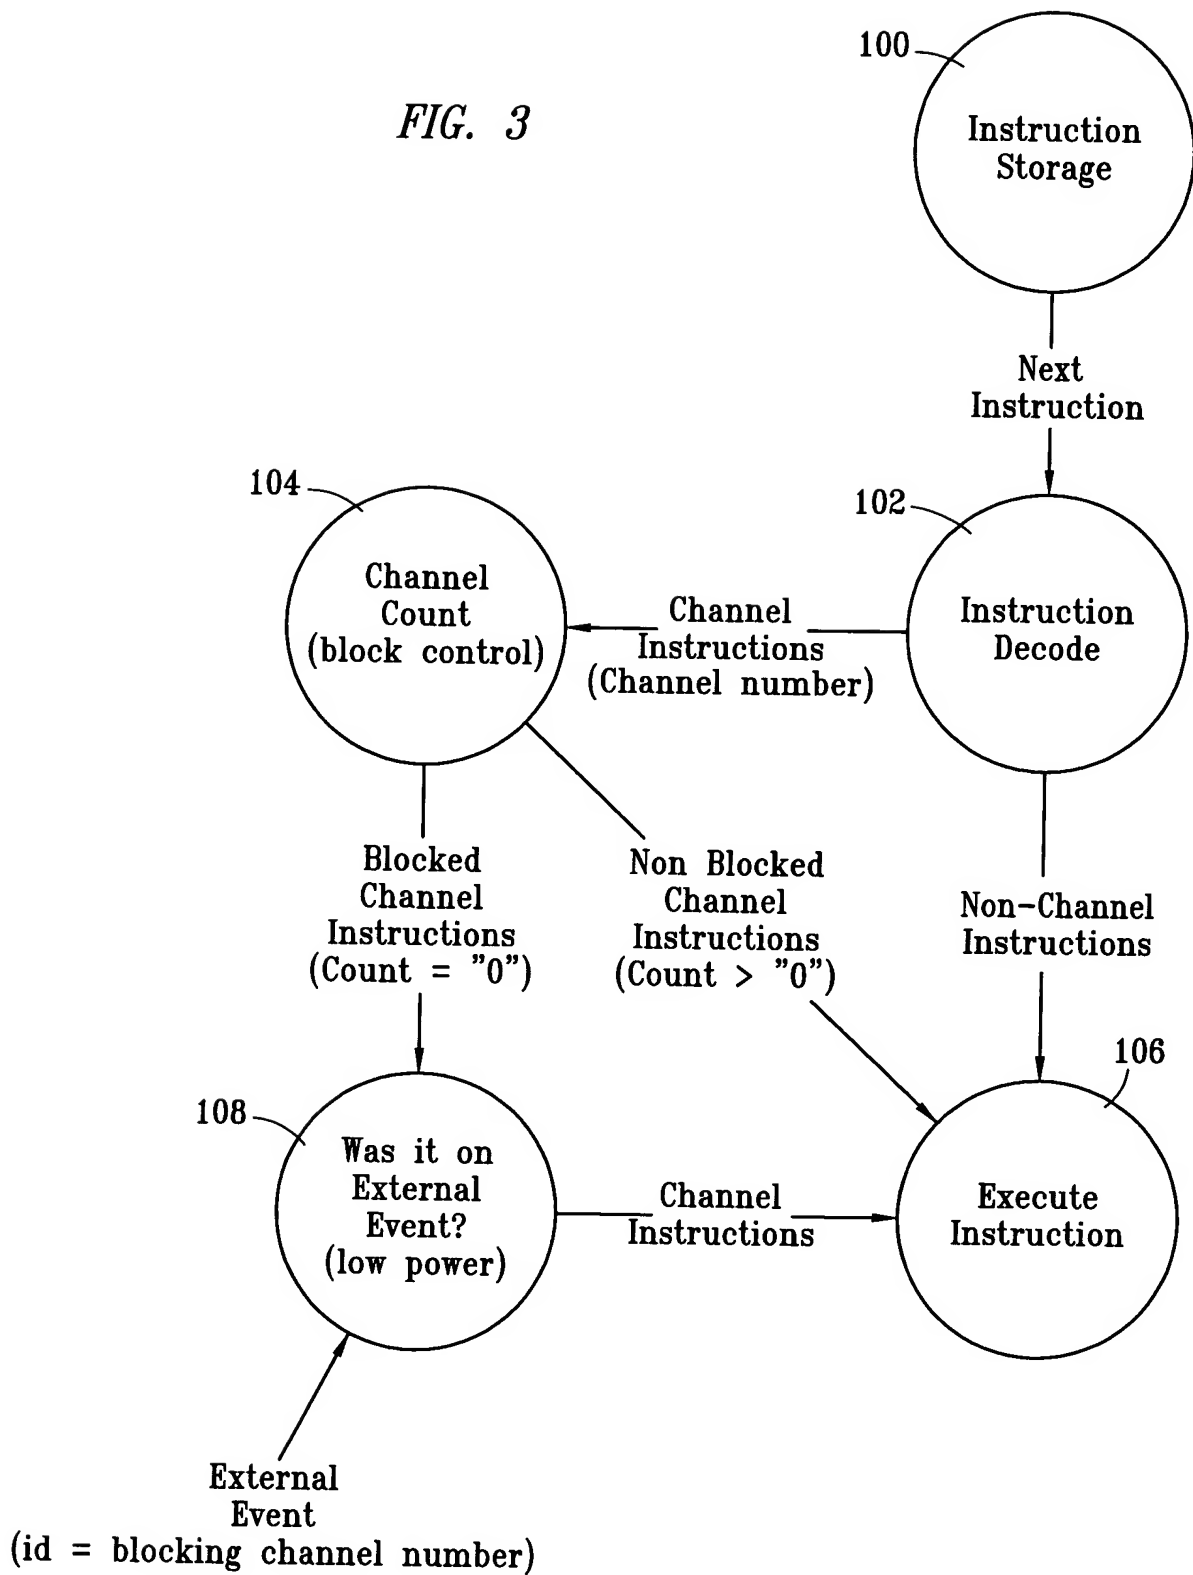 FIG. 3
100
Instruction
Storage
Next
Instruction
104
102
Channel
Count
(block control)
Channel
Instructions
(Channel number)
Instruction
Decode
Blocked
Channel
Instructions
(Count = "0")
Non Blocked
Channel
Instructions
(Count > "0")
Non-Channel
Instructions
108
106
Was it on
External
Event?
(low power)
Channel
Instructions
Execute
Instruction
External
Event
(id = blocking channel number)